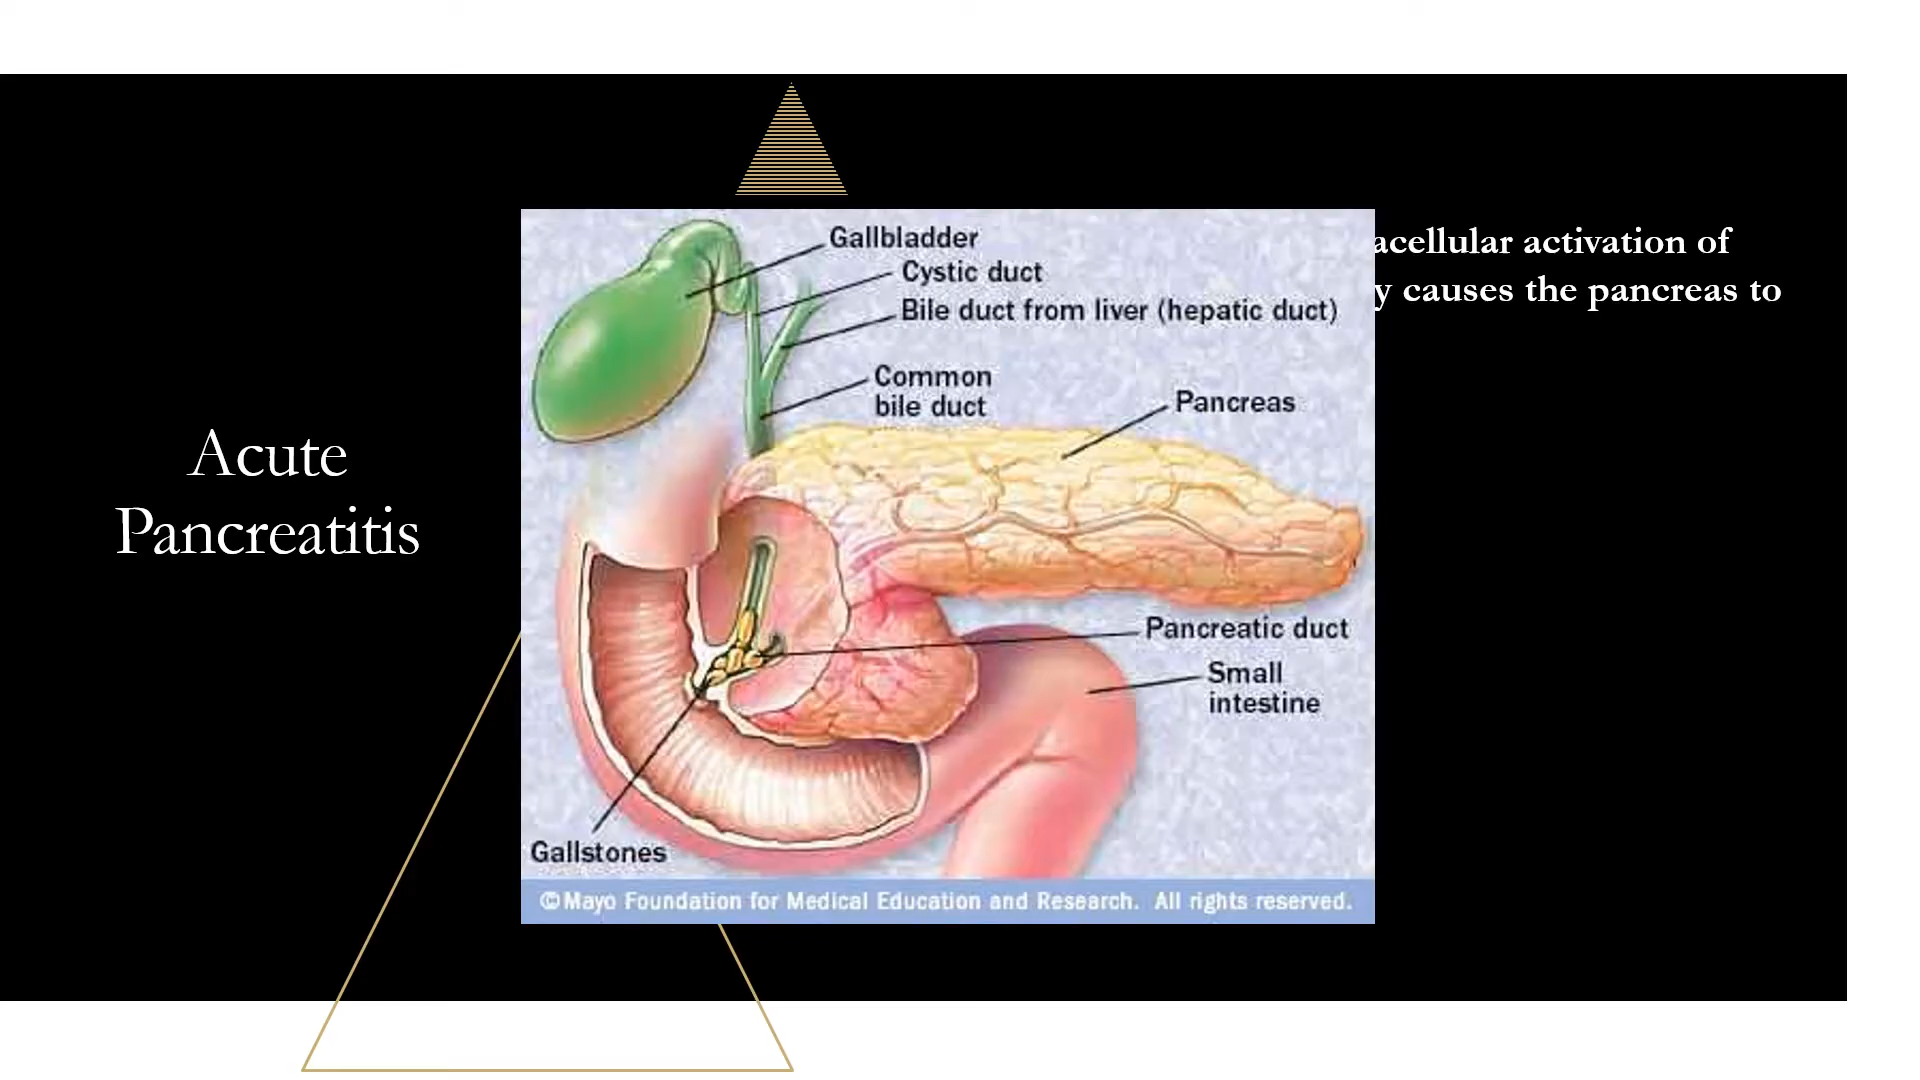 Acute
Pancreatitis
Gallbladder
Cystic duct
Bile duct from liver (hepatic duct)
Common
bile duct
Pancreas
Pancreatic duct
Small
intestine
Gallstones
©Mayo Foundation for Medical Education and Research. All rights reserved.
acellular activation of
y causes the pancreas to